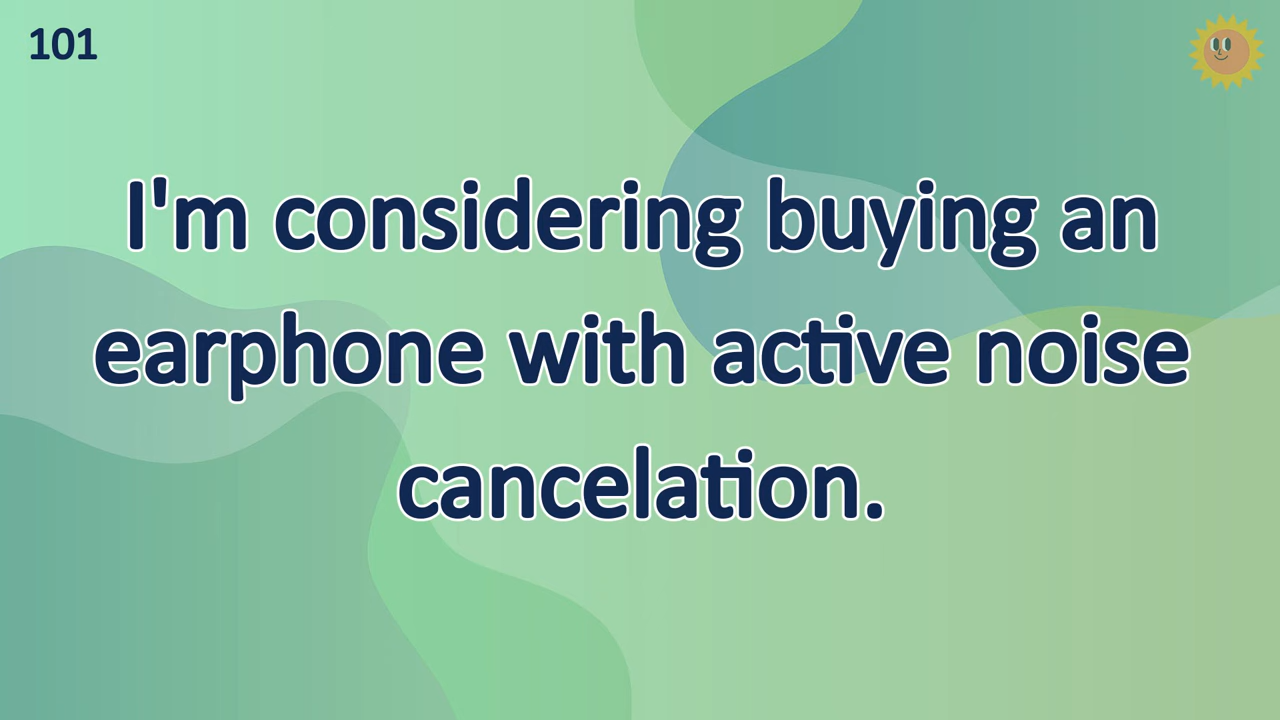 101
I'm considering buying an
earphone with active noise
cancelation.